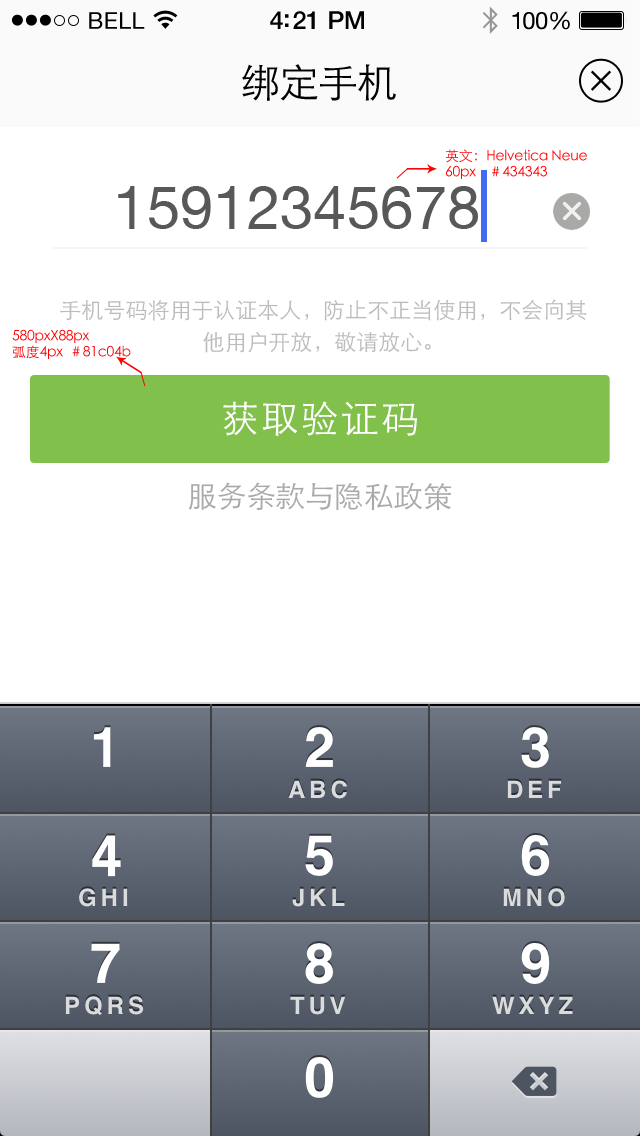 BELL 4:21 PM 100%
绑定手机
英文：Helvetica Neue
60px #434343
15912345678
手机号码将用于认证本人，防止不正当使用，不会向其
他用户开放，敬请放心。
580pxX88px
弧度4px #81c04b
获取验证码
服务条款与隐私政策
1 2 3
ABC DEF
4 5 6
GHI JKL MNO
7 8 9
PQRS TUV WXYZ
0